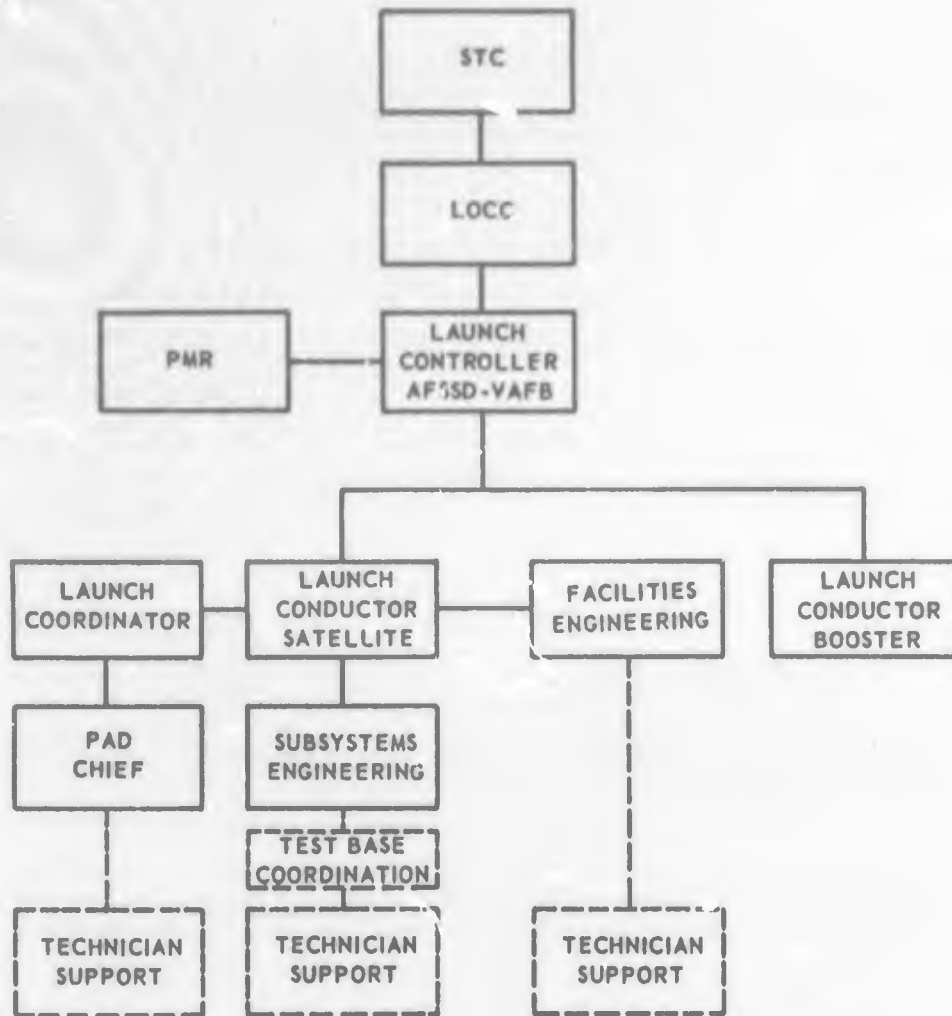 STC
LOCC
PMR
LAUNCH
CONTROLLER
AFSSD-VAFB
LAUNCH
COORDINATOR
LAUNCH
CONDUCTOR
SATELLITE
FACILITIES
ENGINEERING
LAUNCH
CONDUCTOR
BOOSTER
PAD
CHIEF
SUBSYSTEMS
ENGINEERING
TEST BASE
COORDINATION
TECHNICIAN
SUPPORT
TECHNICIAN
SUPPORT
TECHNICIAN
SUPPORT